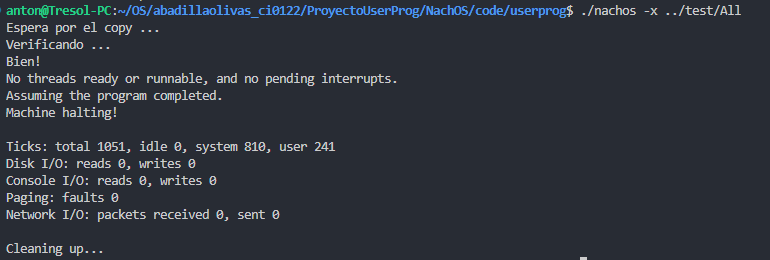 anton@Tresol-PC:~/OS/abadillaolivas_ci0122/ProyectoUserProg/NachOS/code/userprog$ ./nachos -x ../test/All
Espera por el copy ...
Verificando ...
Bien!
No threads ready or runnable, and no pending interrupts.
Assuming the program completed.
Machine halting!
Ticks: total 1051, idle 0, system 810, user 241
Disk I/O: reads 0, writes 0
Console I/O: reads 0, writes 0
Paging: faults 0
Network I/O: packets received 0, sent 0
Cleaning up...